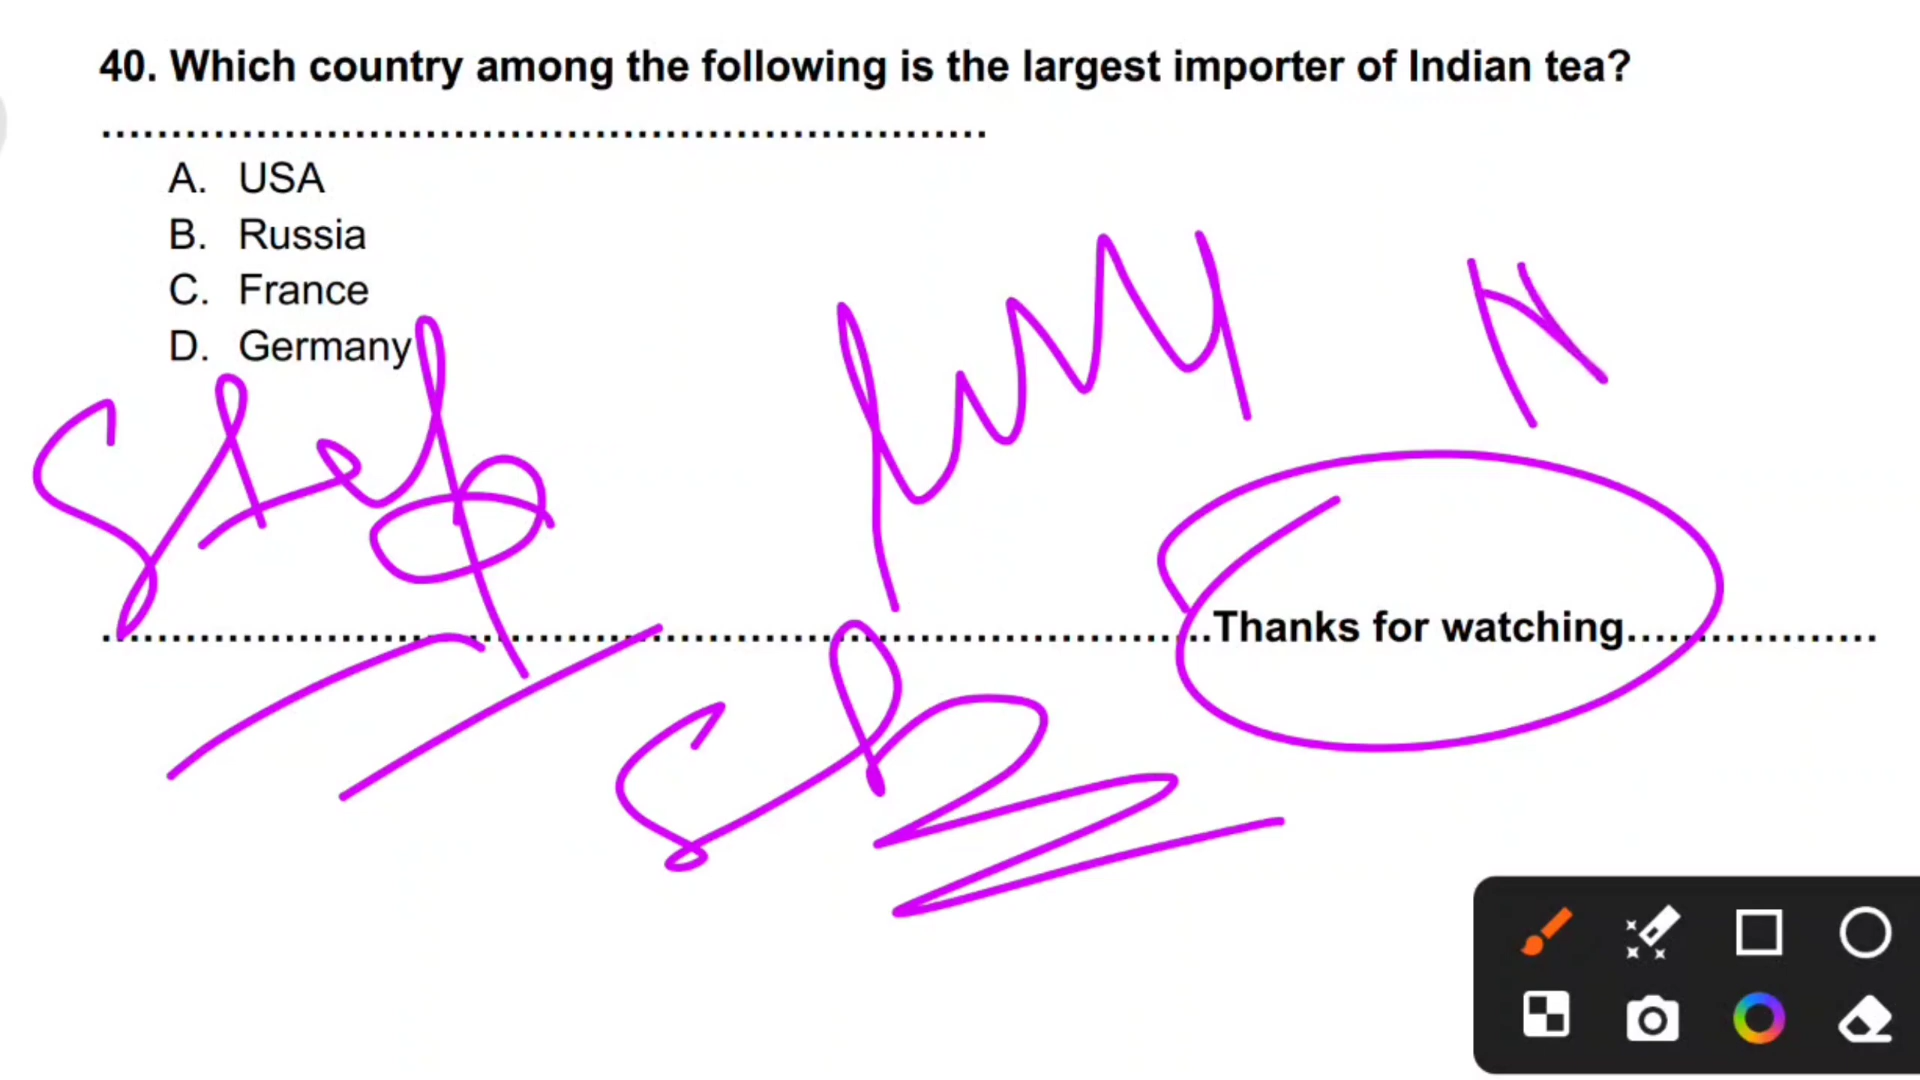 40. Which country among the following is the largest importer of Indian tea?
...............................................................
A. USA
B. Russia
C. France
D. Germany
...............................................................................Thanks for watching..................